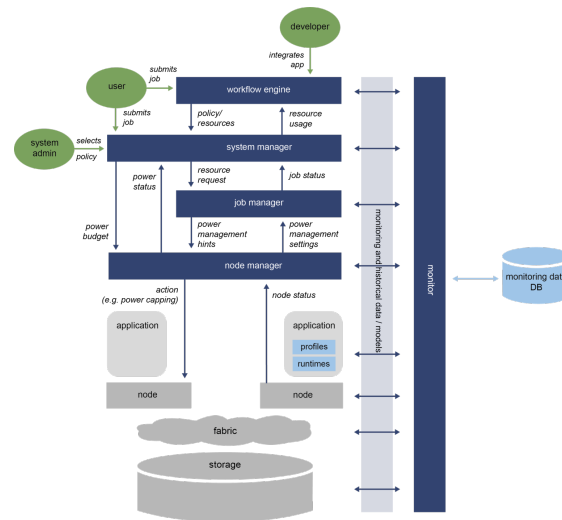 developer
integrates
app
submits
job
user
workflow engine
submits
job
policy/
resources
resource
usage
system
admin
selects
policy
system manager
power
status
resource
request
job status
job manager
power
budget
power
management
hints
power
management
settings
node manager
action
(e.g. power capping)
node status
application
application
profiles
runtimes
node
node
fabric
storage
monitoring and historical data / models
monitor
monitoring data
DB